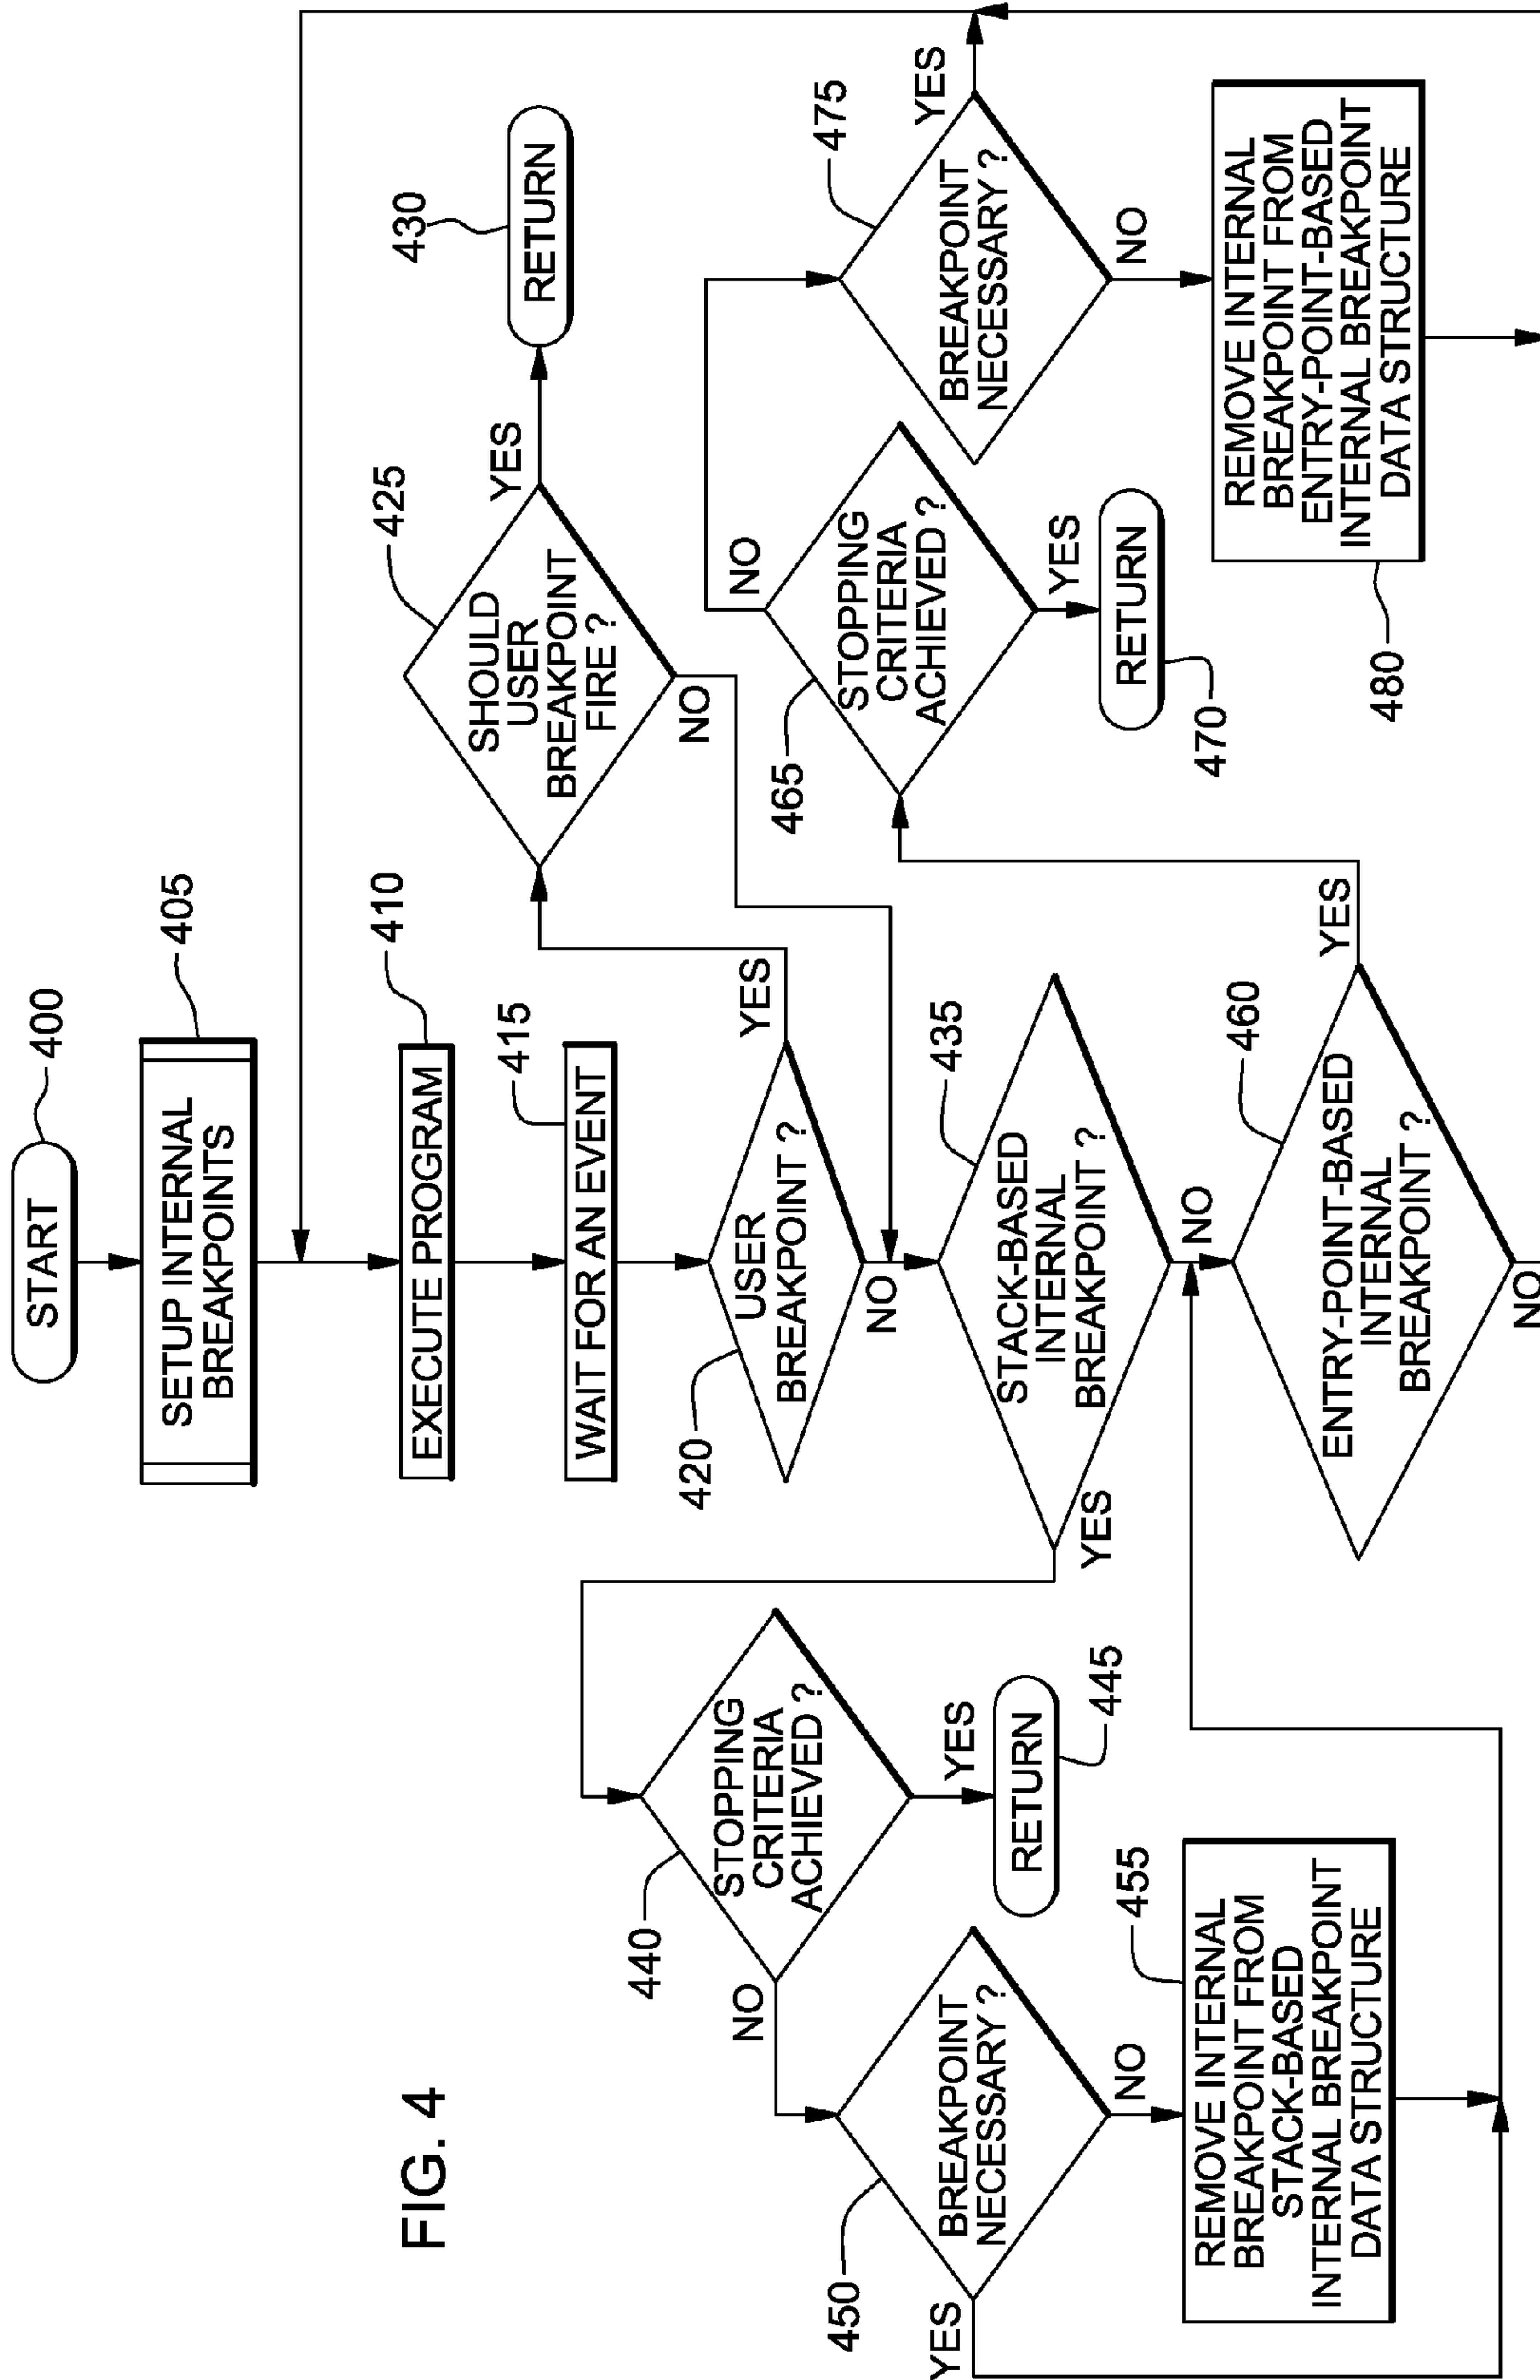 FIG. 4
START
400
SETUP INTERNAL
BREAKPOINTS
405
EXECUTE PROGRAM
410
WAIT FOR AN EVENT
415
USER
BREAKPOINT ?
420
YES
NO
SHOULD
USER
BREAKPOINT
FIRE ?
425
YES
NO
RETURN
430
STACK-BASED
INTERNAL
BREAKPOINT ?
435
YES
NO
STOPPING
CRITERIA
ACHIEVED ?
440
NO
YES
RETURN
445
BREAKPOINT
NECESSARY ?
450
YES
NO
REMOVE INTERNAL
BREAKPOINT FROM
STACK-BASED
INTERNAL BREAKPOINT
DATA STRUCTURE
455
ENTRY-POINT-BASED
INTERNAL
BREAKPOINT ?
460
YES
NO
STOPPING
CRITERIA
ACHIEVED ?
465
NO
YES
RETURN
470
BREAKPOINT
NECESSARY ?
475
YES
NO
REMOVE INTERNAL
BREAKPOINT FROM
ENTRY-POINT-BASED
INTERNAL BREAKPOINT
DATA STRUCTURE
480